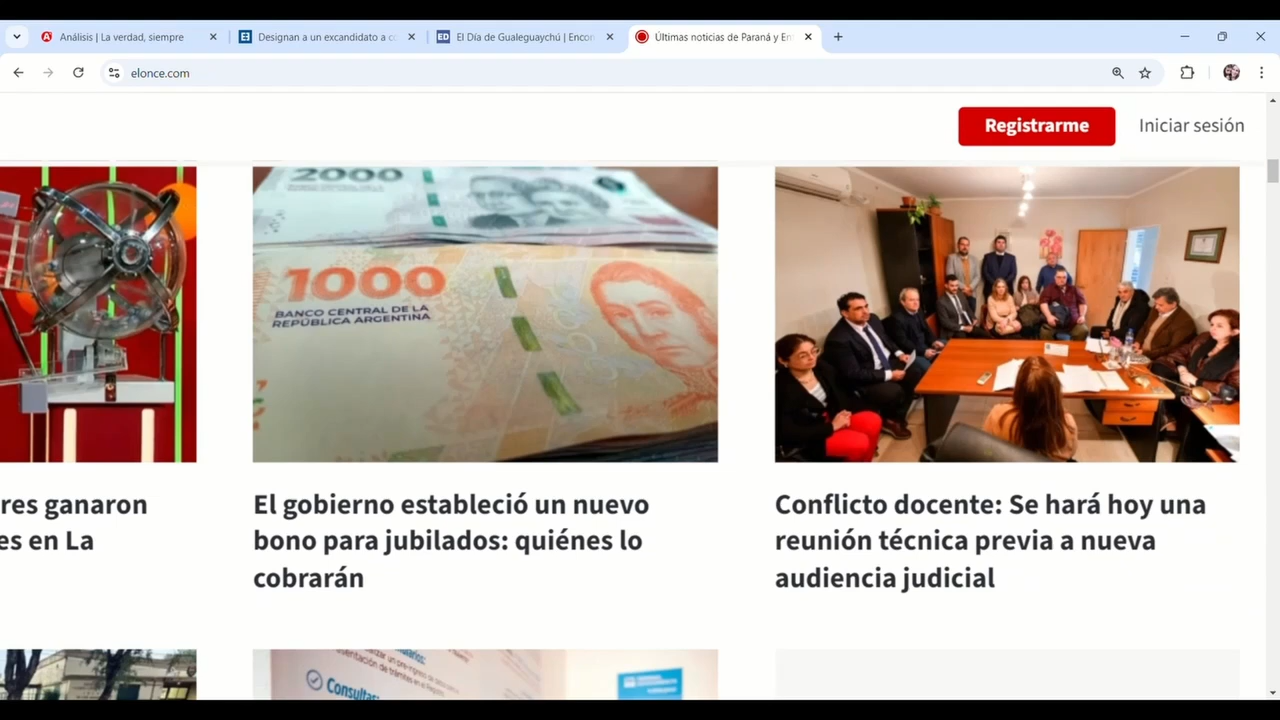 Análisis | La verdad, siempre
Designan a un excandidato a c
El Día de Gualeguaychú | Encon
Últimas noticias de Paraná y En
elonce.com
Registrarme
Iniciar sesión
2000
1000
BANCO CENTRAL DE LA
REPÚBLICA ARGENTINA
res ganaron
es en La
El gobierno estableció un nuevo
bono para jubilados: quiénes lo
cobrarán
Conflicto docente: Se hará hoy una
reunión técnica previa a nueva
audiencia judicial
Consultas: